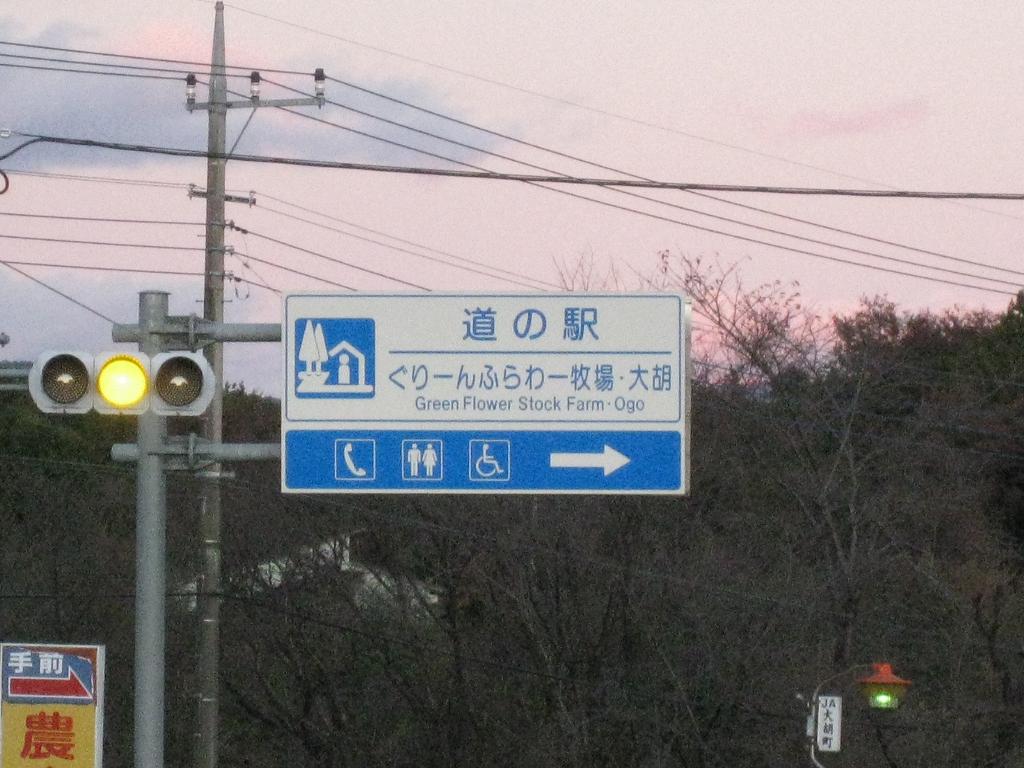 道の駅
ぐりーんふらわー牧場・大胡
Green Flower Stock Farm・Ogo
手前
農
JA大胡町